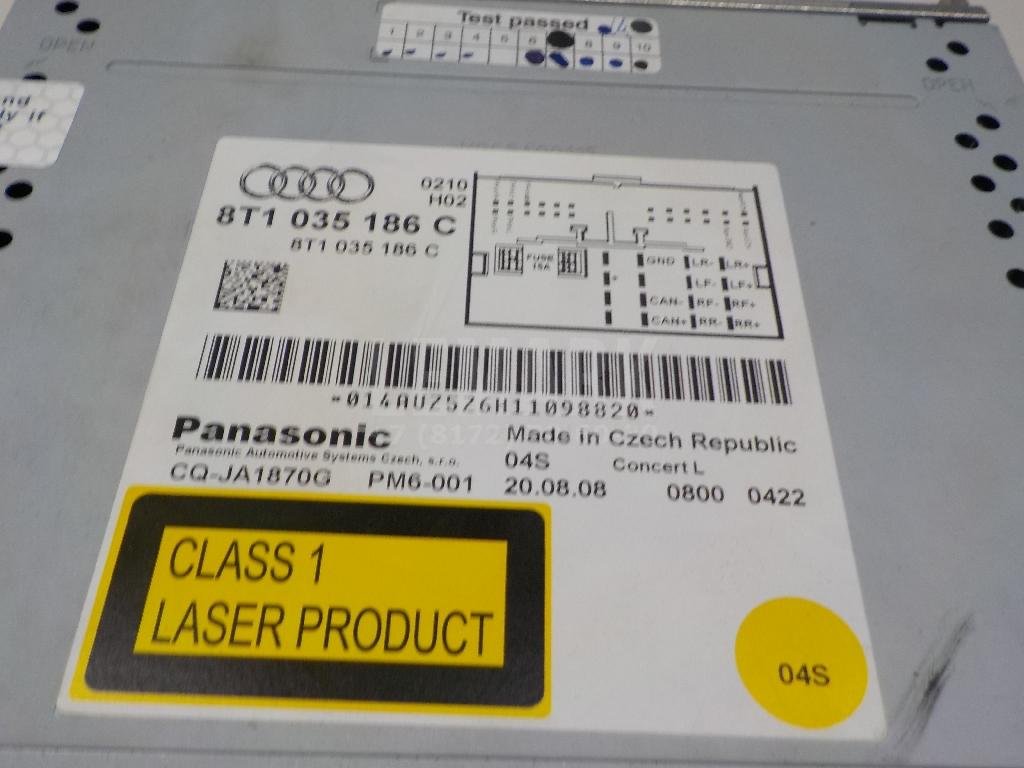 Test passed
1 2 3 4 5 6 8 9 10
OPEN
OPEN
nd
ly if
0210
H02
8T1 035 186 C
8T1 035 186 C
FUSE
15A
GND LR- LR+
+ LF- LF+
CAN- RF- RF+
CAN+ RR- RR+
-014AUZ5Z6H11098820-
Panasonic
Made in Czech Republic
Panasonic Automotive Systems Czech, s.r.o.
04S Concert L
CQ-JA1870G PM6-001 20.08.08 0800 0422
CLASS 1
LASER PRODUCT
04S